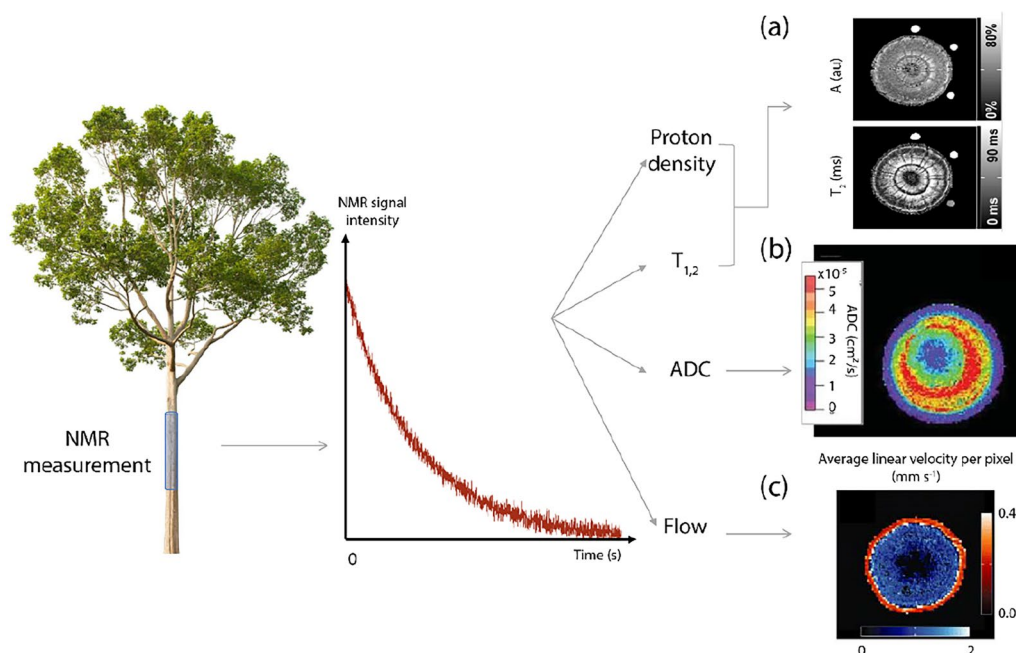 (a)
A (au)
80%
0%
T₂ (ms)
90 ms
0 ms
Proton
density
T₁,₂
NMR signal
intensity
0
Time (s)
NMR
measurement
(b)
x10⁻⁵
5
4
3
2
1
0
ADC (cm²/s)
ADC
Average linear velocity per pixel
(mm s⁻¹)
(c)
Flow
0.4
0.0
0
2